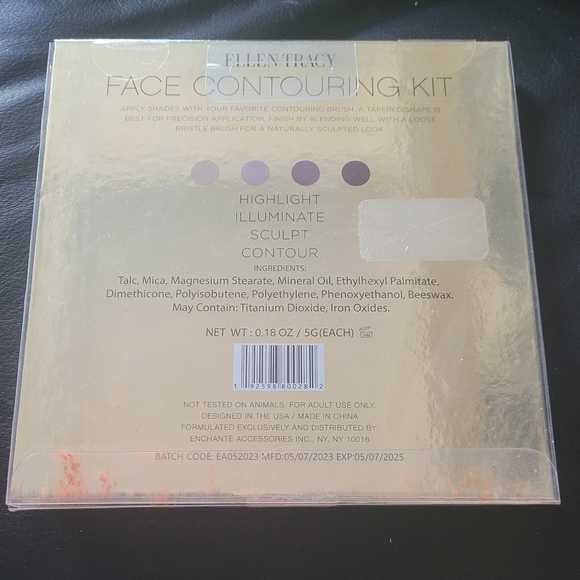 ELLEN TRACY
FACE CONTOURING KIT
APPLY SHADES WITH YOUR FAVORITE CONTOURING BRUSH. A TAPERED SHAPE IS
BEST FOR PRECISION APPLICATION. FINISH BY BLENDING WELL WITH A LOOSE
BRISTLE BRUSH FOR A NATURALLY SCULPTED LOOK.
HIGHLIGHT
ILLUMINATE
SCULPT
CONTOUR
INGREDIENTS:
Talc, Mica, Magnesium Stearate, Mineral Oil, Ethylhexyl Palmitate,
Dimethicone, Polyisobutene, Polyethylene, Phenoxyethanol, Beeswax.
May Contain: Titanium Dioxide, Iron Oxides.
NET WT : 0.18 OZ / 5G(EACH)
1 92598 80028 2
NOT TESTED ON ANIMALS. FOR ADULT USE ONLY.
DESIGNED IN THE USA / MADE IN CHINA
FORMULATED EXCLUSIVELY AND DISTRIBUTED BY:
ENCHANTÉ ACCESSORIES INC., NY, NY 10016
BATCH CODE: EA052023 MFD:05/07/2023 EXP:05/07/2025